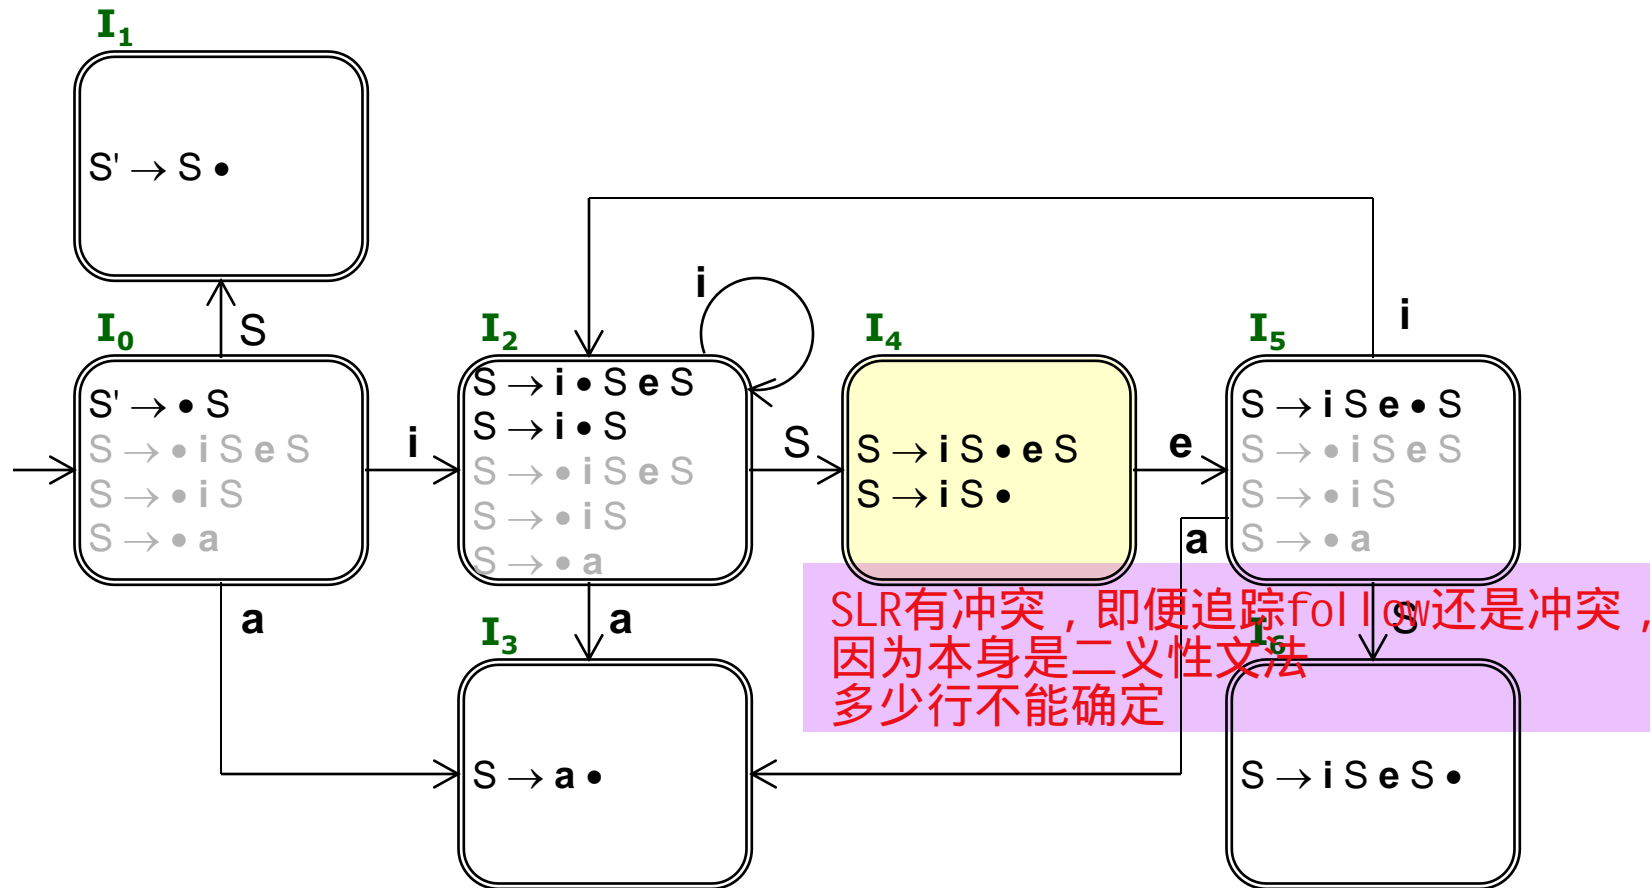 I₁
S' → S •
S
i
i
I₀
S' → • S
S → • i S e S
S → • i S
S → • a
i
I₂
S → i • S e S
S → i • S
S → • i S e S
S → • i S
S → • a
S
I₄
S → i S • e S
S → i S •
e
I₅
S → i S e • S
S → • i S e S
S → • i S
S → • a
a
a
a
S
SLR有冲突，即便追踪follow还是冲突，
因为本身是二义性文法
多少行不能确定
I₃
S → a •
I₆
S → i S e S •